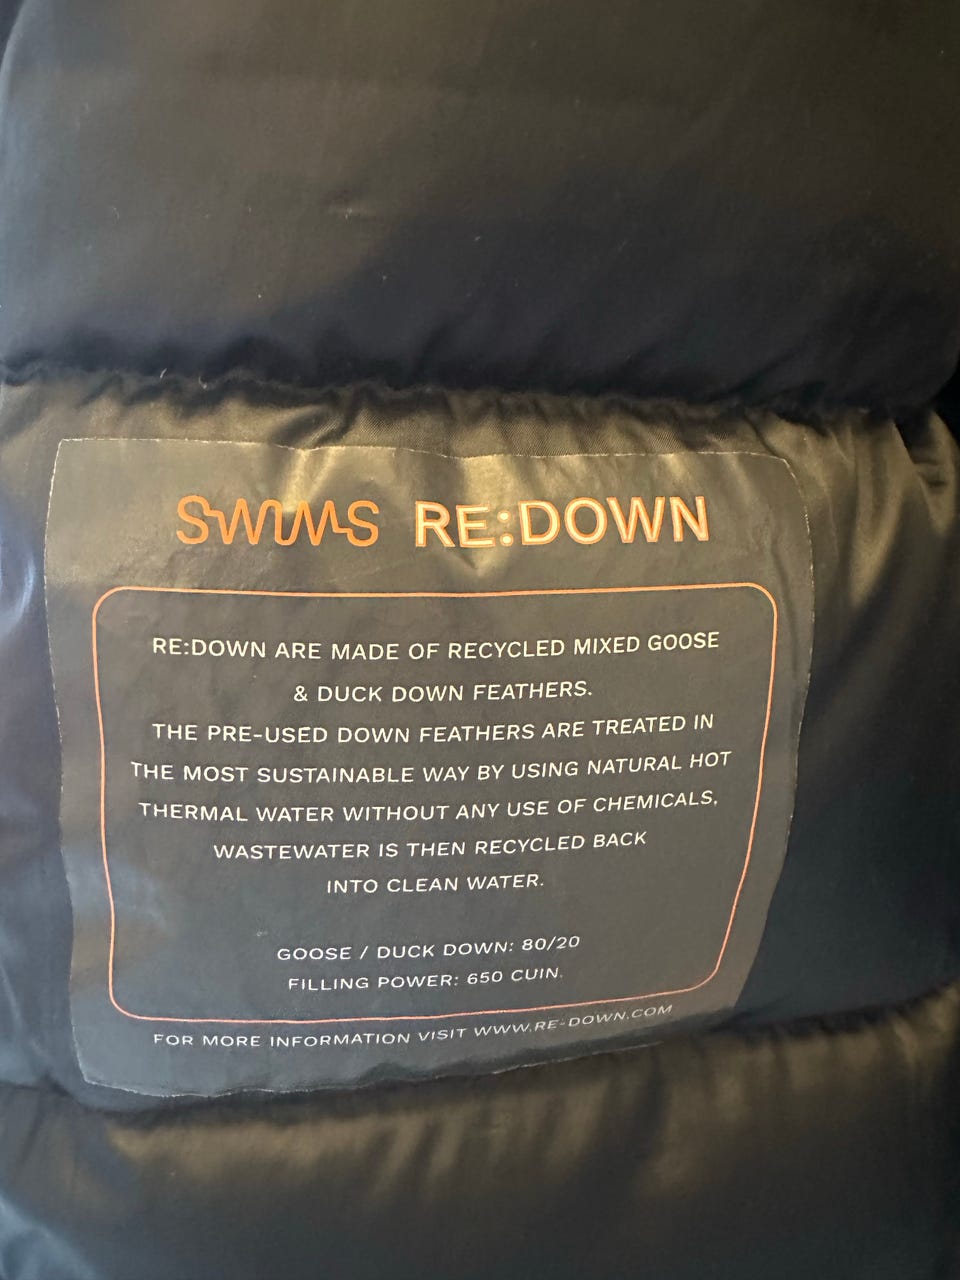 SWIMS RE:DOWN
RE:DOWN ARE MADE OF RECYCLED MIXED GOOSE
& DUCK DOWN FEATHERS.
THE PRE-USED DOWN FEATHERS ARE TREATED IN
THE MOST SUSTAINABLE WAY BY USING NATURAL HOT
THERMAL WATER WITHOUT ANY USE OF CHEMICALS,
WASTEWATER IS THEN RECYCLED BACK
INTO CLEAN WATER.
GOOSE / DUCK DOWN: 80/20
FILLING POWER: 650 CUIN.
FOR MORE INFORMATION VISIT WWW.RE-DOWN.COM